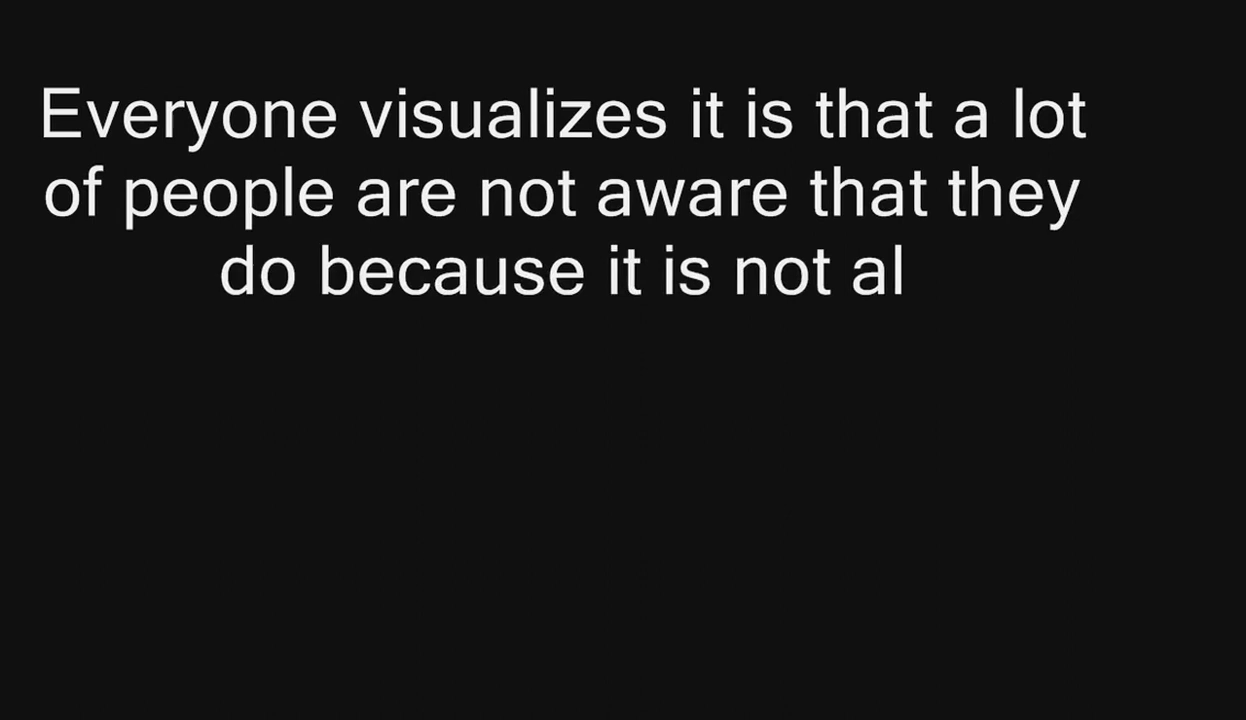 Everyone visualizes it is that a lot
of people are not aware that they
do because it is not al